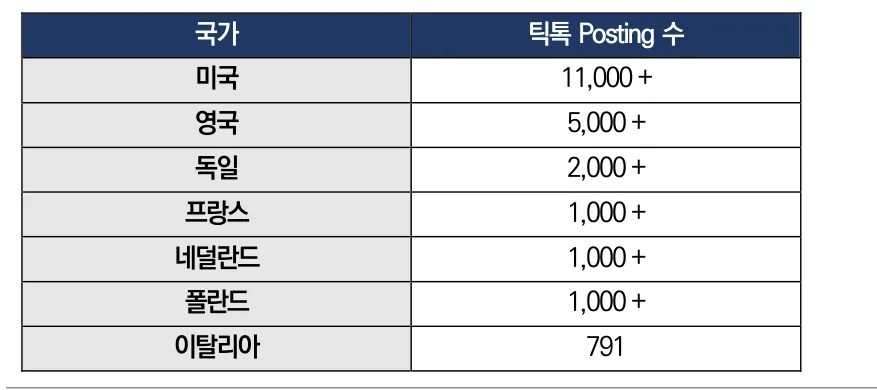 국가 틱톡 Posting 수
미국 11,000 +
영국 5,000 +
독일 2,000 +
프랑스 1,000 +
네덜란드 1,000 +
폴란드 1,000 +
이탈리아 791